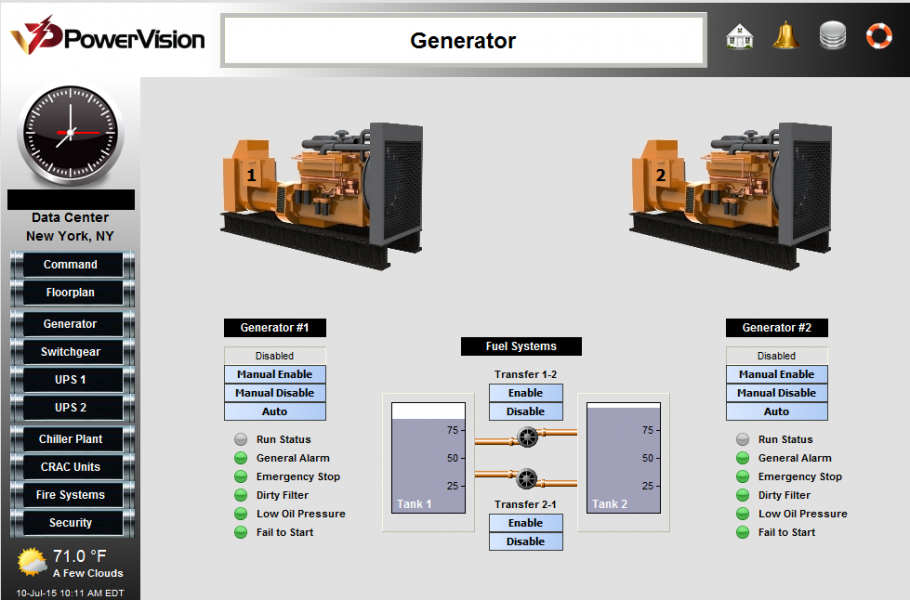 PowerVision
Generator
Data Center
New York, NY
Command
Floorplan
Generator
Switchgear
UPS 1
UPS 2
Chiller Plant
CRAC Units
Fire Systems
Security
71.0 °F
A Few Clouds
10-Jul-15 10:11 AM EDT
1
2
Generator #1
Disabled
Manual Enable
Manual Disable
Auto
Run Status
General Alarm
Emergency Stop
Dirty Filter
Low Oil Pressure
Fail to Start
Fuel Systems
Transfer 1-2
Enable
Disable
75
50
25
Tank 1
75
50
25
Tank 2
Transfer 2-1
Enable
Disable
Generator #2
Disabled
Manual Enable
Manual Disable
Auto
Run Status
General Alarm
Emergency Stop
Dirty Filter
Low Oil Pressure
Fail to Start